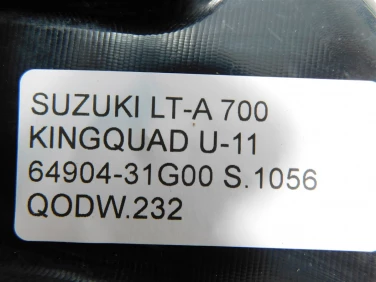 SUZUKI LT-A 700
KINGQUAD U-11
64904-31G00 S.1056
QODW.232